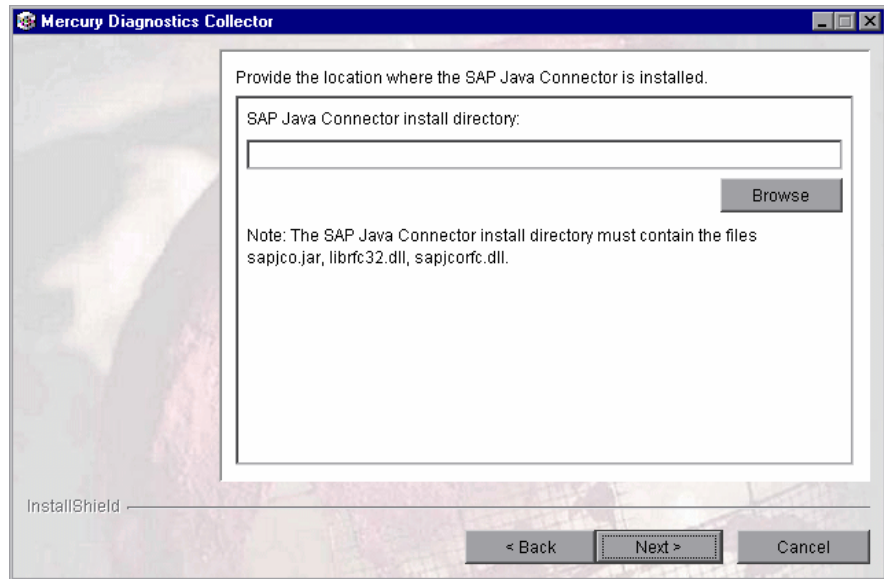 Mercury Diagnostics Collector
Provide the location where the SAP Java Connector is installed.
SAP Java Connector install directory:
Browse
Note: The SAP Java Connector install directory must contain the files
sapjco.jar, librfc32.dll, sapjcorfc.dll.
InstallShield
< Back
Next >
Cancel